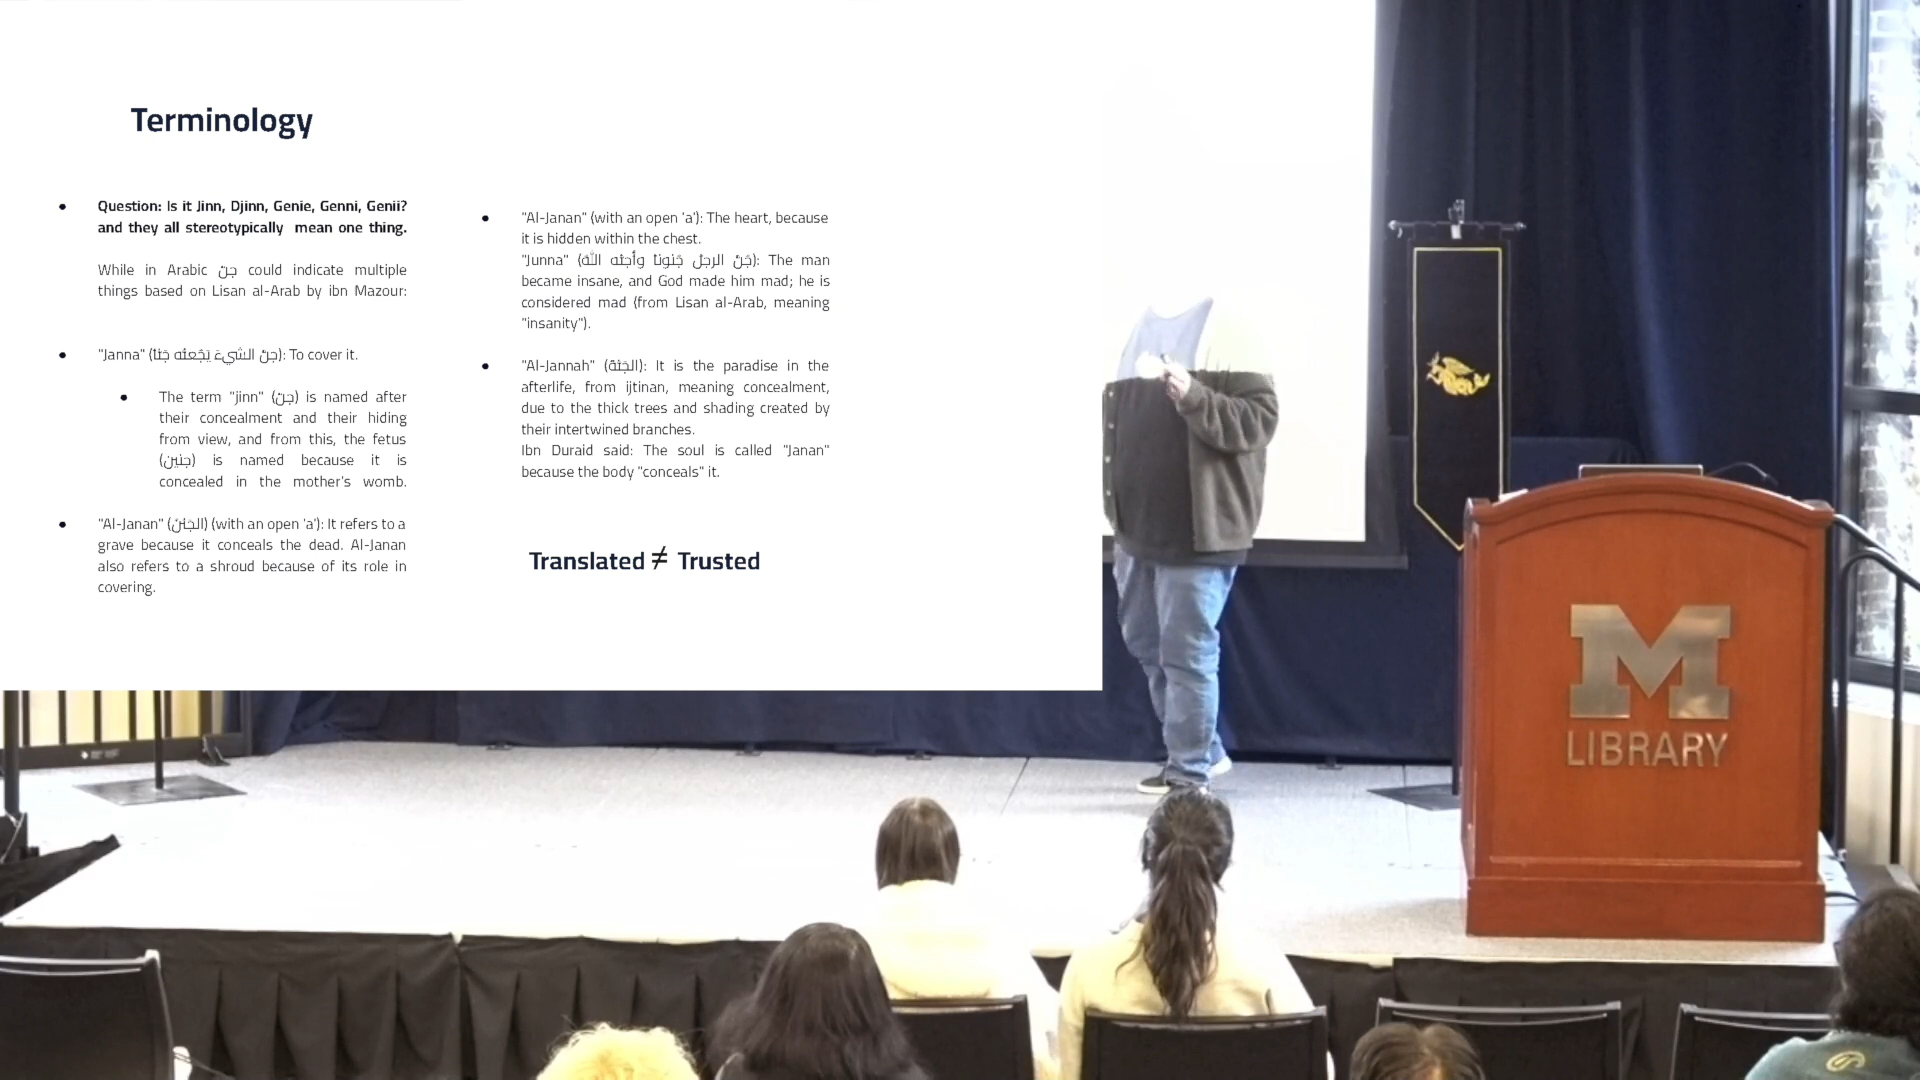 Terminology
Question: Is it Jinn, Djinn, Genie, Genni, Genii?
and they all stereotypically mean one thing.
While in Arabic جنّ could indicate multiple
things based on Lisan al-Arab by ibn Mazour:
"Janna" (جنّ الشيءَ يَجُنّه جَنّاً): To cover it.
The term "jinn" (جنّ) is named after
their concealment and their hiding
from view, and from this, the fetus
(جنين) is named because it is
concealed in the mother's womb.
"Al-Janan" (الجَننُ) (with an open 'a'): It refers to a
grave because it conceals the dead. Al-Janan
also refers to a shroud because of its role in
covering.
"Al-Janan" (with an open 'a'): The heart, because
it is hidden within the chest.
"Junna" (جُنَّ الرجلُ جُنوناً وأجنّه اللهُ): The man
became insane, and God made him mad; he is
considered mad (from Lisan al-Arab, meaning
"insanity").
"Al-Jannah" (الجَنّةُ): It is the paradise in the
afterlife, from ijtinan, meaning concealment,
due to the thick trees and shading created by
their intertwined branches.
Ibn Duraid said: The soul is called "Janan"
because the body "conceals" it.
Translated ≠ Trusted
M
LIBRARY